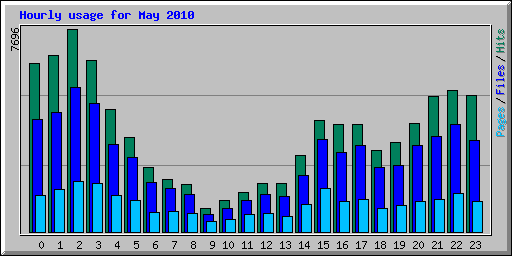 Hourly usage for May 2010
7696
Pages / Files / Hits
0 1 2 3 4 5 6 7 8 9 10 11 12 13 14 15 16 17 18 19 20 21 22 23